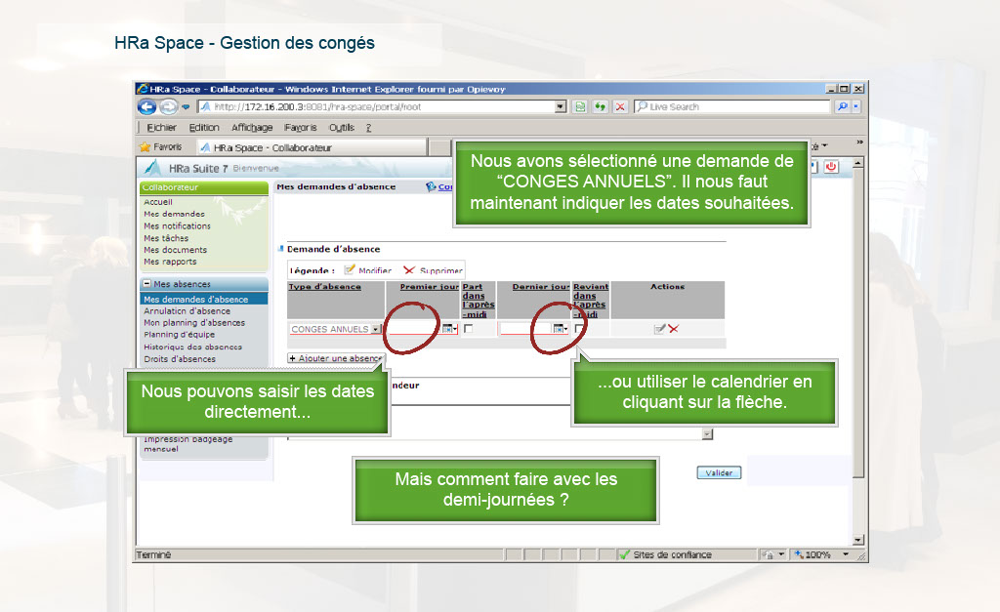 HRa Space - Gestion des congés
HRa Space - Collaborateur - Windows Internet Explorer fourni par Opievoy
http://172.16.200.3:8081/hra-space/portal/root
Live Search
Fichier Edition Affichage Favoris Outils ?
Favoris HRa Space - Collaborateur
HRa Suite 7 Bienvenue
Nous avons sélectionné une demande de
“CONGES ANNUELS”. Il nous faut
maintenant indiquer les dates souhaitées.
Collaborateur
Accueil
Mes demandes
Mes notifications
Mes tâches
Mes documents
Mes rapports
Mes absences
Mes demandes d'absence
Annulation d'absence
Mon planning d'absences
Planning d'équipe
Historique des absences
Droits d'absences
Impression badgeage
mensuel
Mes demandes d'absence
Demande d'absence
Légende : Modifier Supprimer
Type d'absence Premier jour Part dans l'après-midi Dernier jour Revient dans l'après-midi Actions
CONGES ANNUELS
+ Ajouter une absence
ndeur
Nous pouvons saisir les dates
directement...
...ou utiliser le calendrier en
cliquant sur la flèche.
Mais comment faire avec les
demi-journées ?
Valider
Terminé Sites de confiance 100%